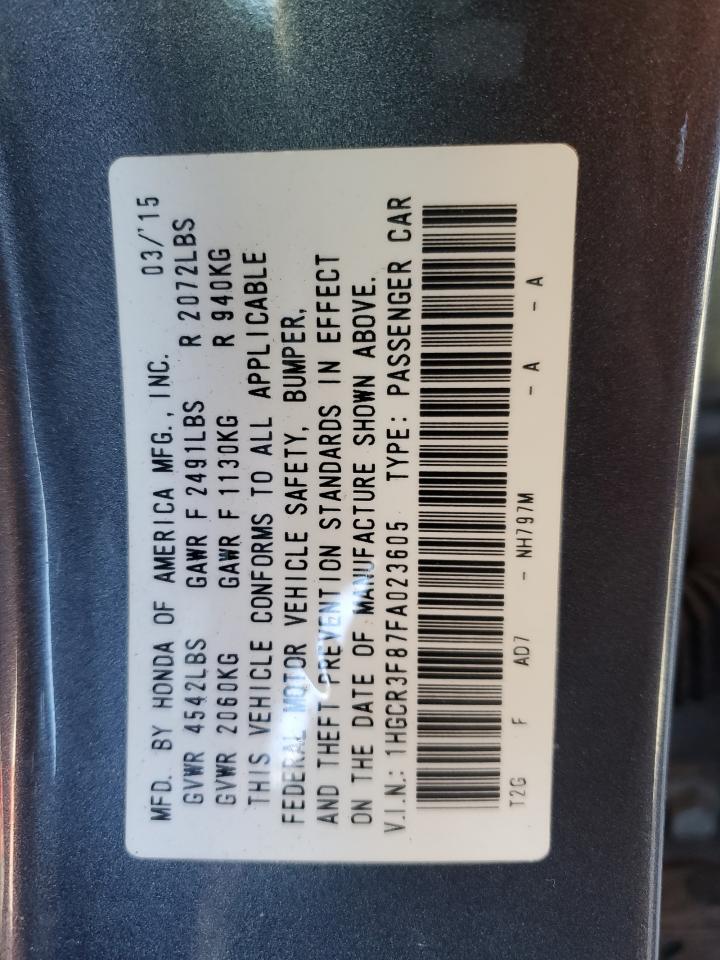 MFD. BY HONDA OF AMERICA MFG., INC. 03/'15
GVWR 4542LBS GAWR F 2491LBS R 2072LBS
GVWR 2060KG GAWR F 1130KG R 940KG
THIS VEHICLE CONFORMS TO ALL APPLICABLE
FEDERAL MOTOR VEHICLE SAFETY, BUMPER,
AND THEFT PREVENTION STANDARDS IN EFFECT
ON THE DATE OF MANUFACTURE SHOWN ABOVE.
V.I.N.: 1HGCR3F87FA023605 TYPE: PASSENGER CAR
T2G F AD7 - NH797M - A - A